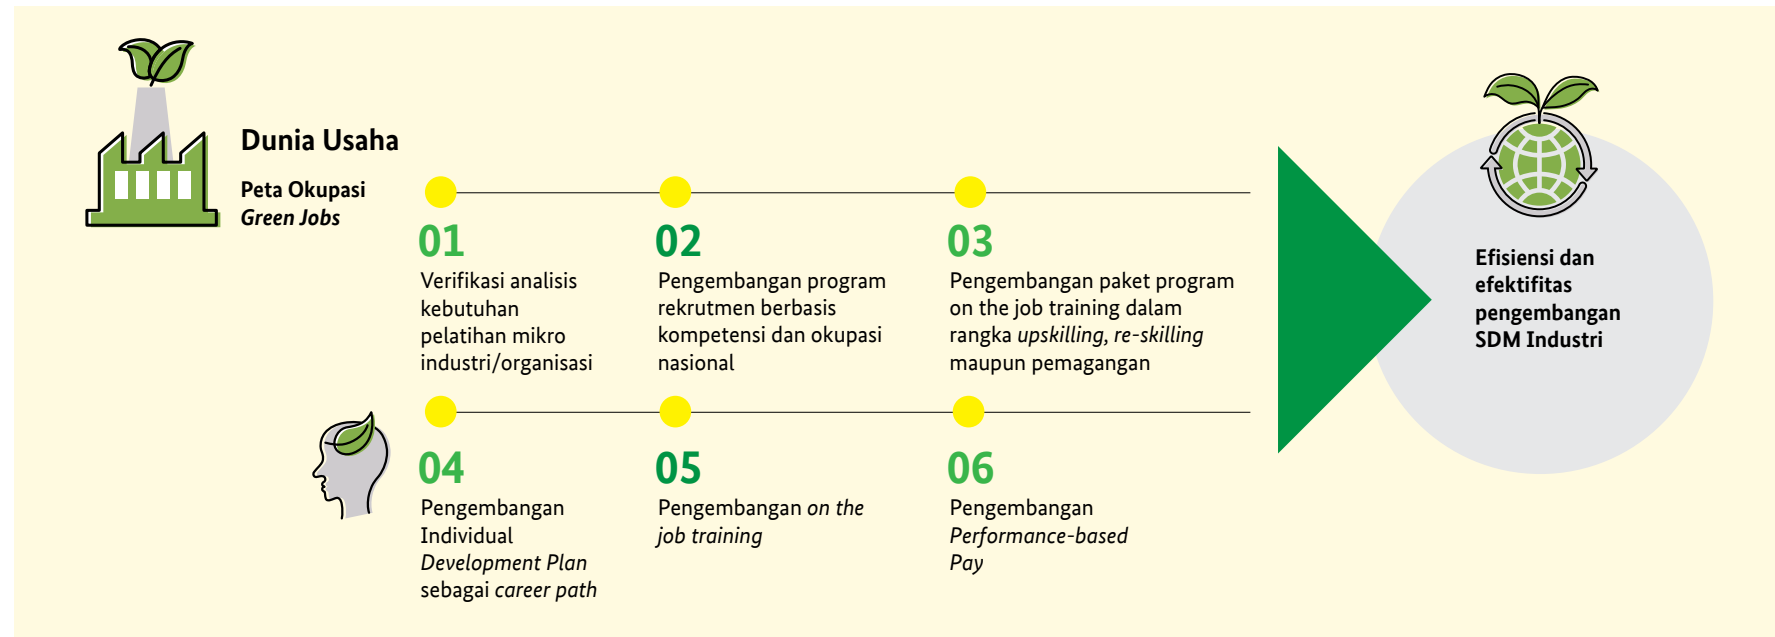 Dunia Usaha
Peta Okupasi
Green Jobs
01
Verifikasi analisis
kebutuhan
pelatihan mikro
industri/organisasi
02
Pengembangan program
rekrutmen berbasis
kompetensi dan okupasi
nasional
03
Pengembangan paket program
on the job training dalam
rangka upskilling, re-skilling
maupun pemagangan
04
Pengembangan
Individual
Development Plan
sebagai career path
05
Pengembangan on the
job training
06
Pengembangan
Performance-based
Pay
Efisiensi dan
efektifitas
pengembangan
SDM Industri